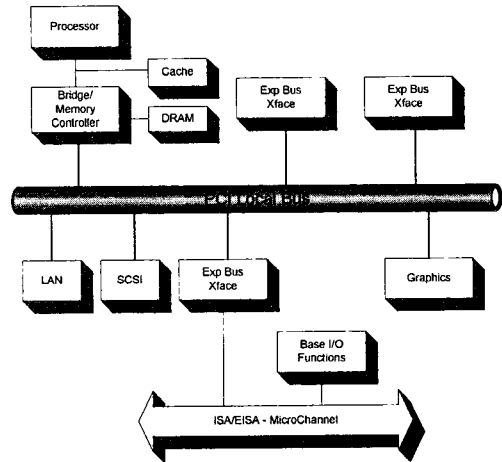 Processor
Cache
Bridge/
Memory
Controller
DRAM
Exp Bus
Xface
Exp Bus
Xface
PCI Local Bus
LAN
SCSI
Exp Bus
Xface
Graphics
Base I/O
Functions
ISA/EISA - MicroChannel